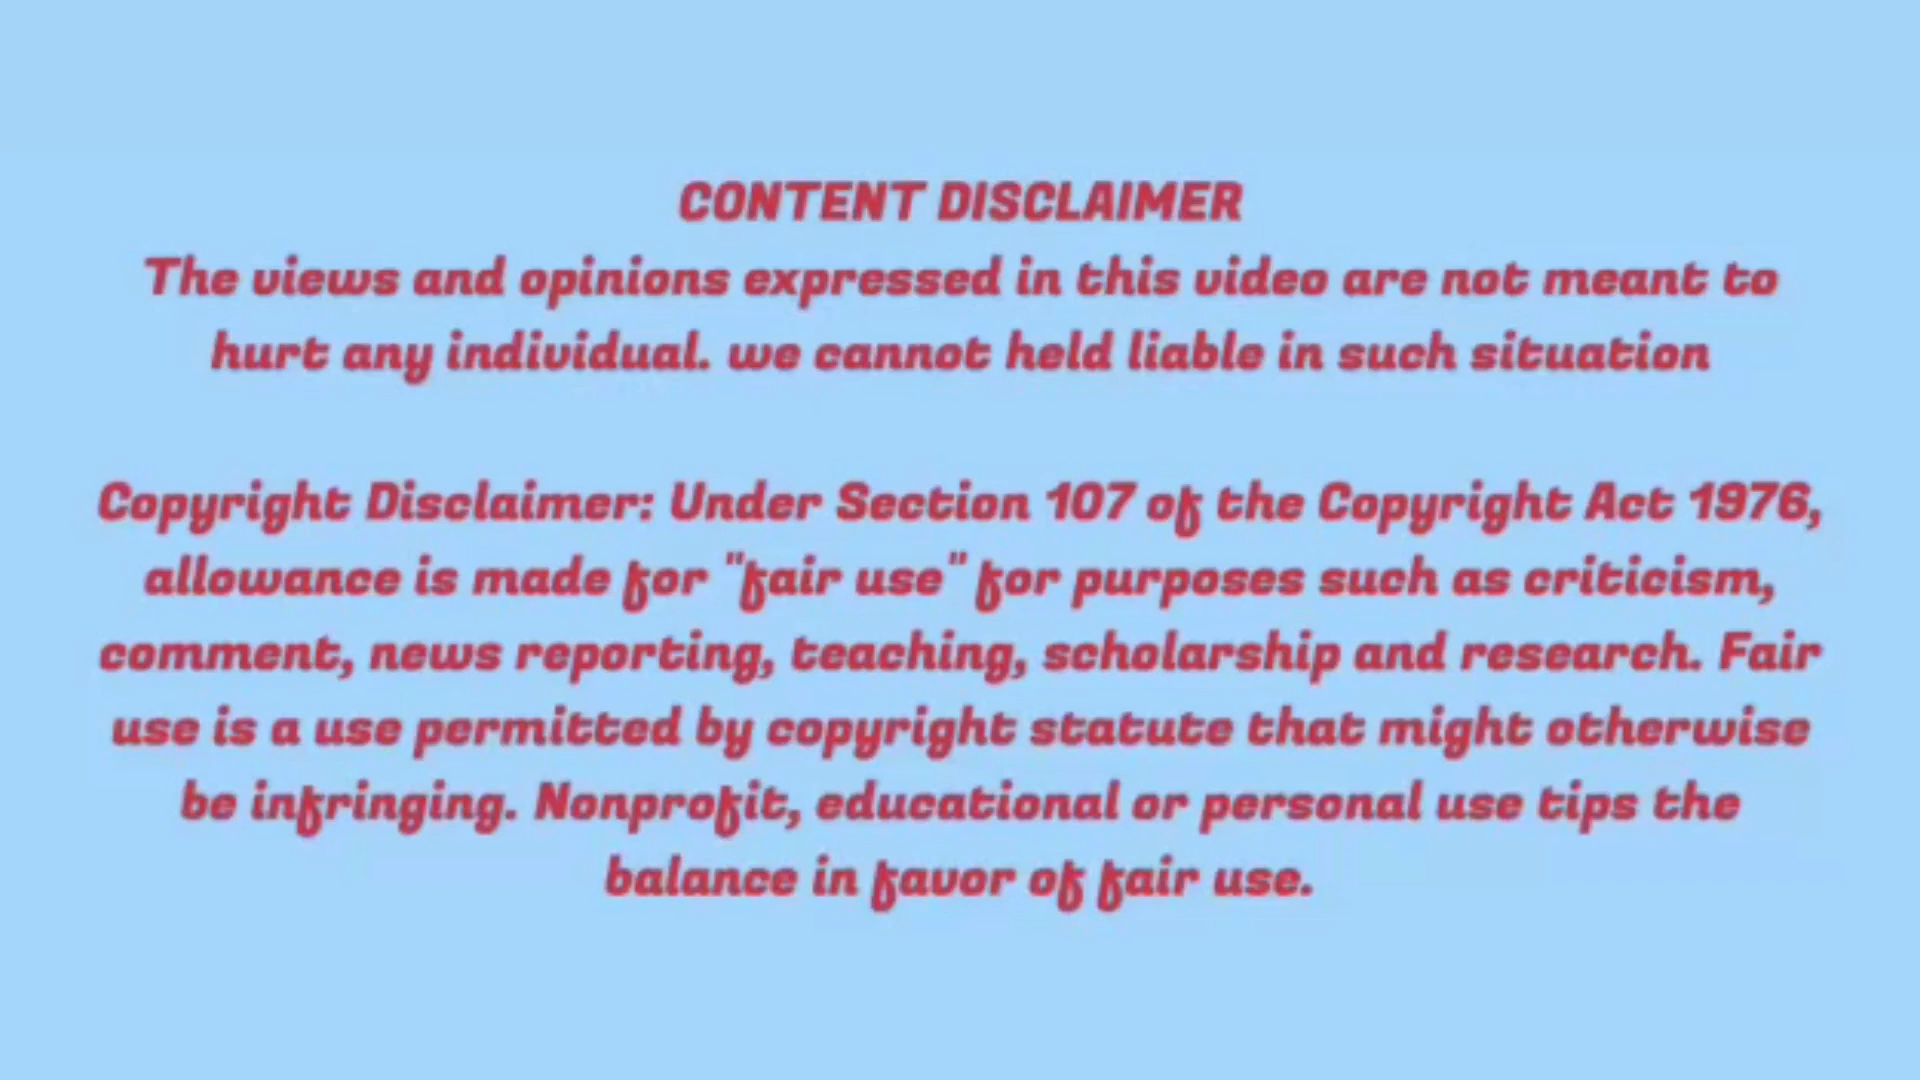 CONTENT DISCLAIMER
The views and opinions expressed in this video are not meant to
hurt any individual. we cannot held liable in such situation
Copyright Disclaimer: Under Section 107 of the Copyright Act 1976,
allowance is made for "fair use" for purposes such as criticism,
comment, news reporting, teaching, scholarship and research. Fair
use is a use permitted by copyright statute that might otherwise
be infringing. Nonprofit, educational or personal use tips the
balance in favor of fair use.